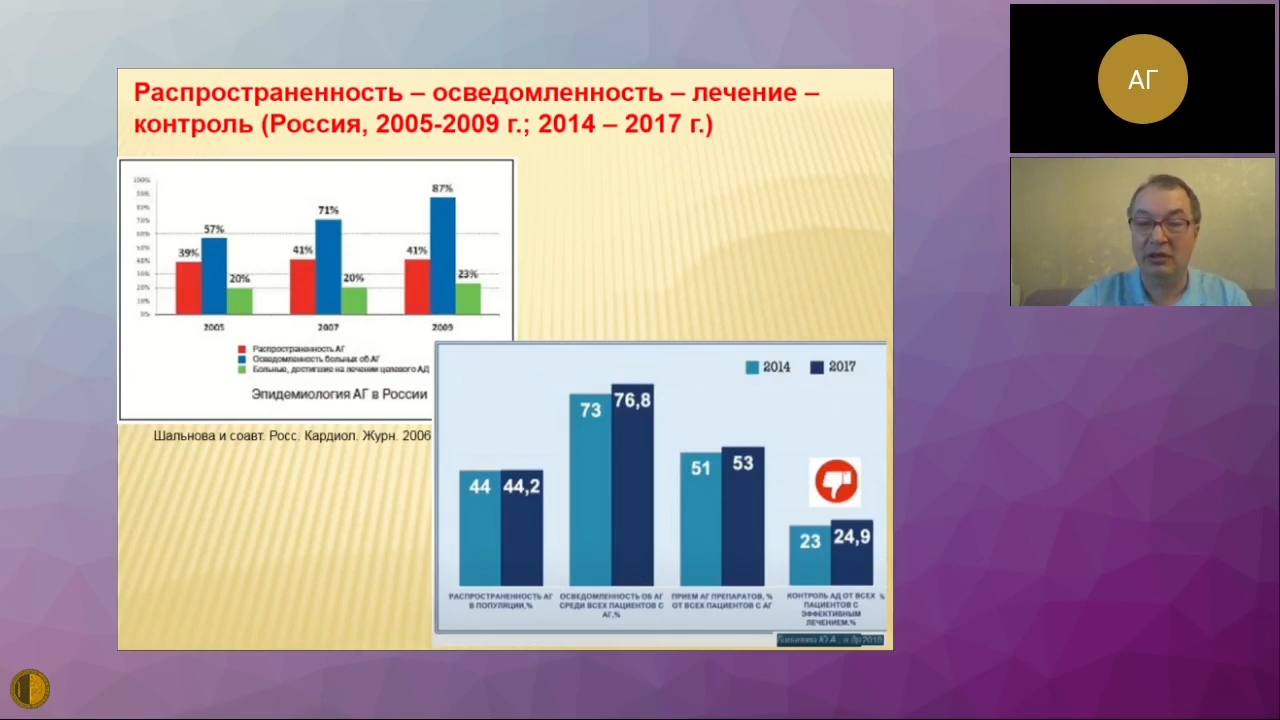 Распространенность – осведомленность – лечение –
контроль (Россия, 2005-2009 г.; 2014 – 2017 г.)
АГ
100%
90%
80%
70%
60%
50%
40%
30%
20%
10%
0%
39%
57%
20%
41%
71%
20%
41%
87%
23%
2005
2007
2009
Распространенность АГ
Осведомленность больных об АГ
Больные, достигшие на лечении целевого АД
Эпидемиология АГ в России
Шальнова и соавт. Росс. Кардиол. Журн. 2006
2014
2017
44
44,2
73
76,8
51
53
23
24,9
РАСПРОСТРАНЕННОСТЬ АГ
В ПОПУЛЯЦИИ,%
ОСВЕДОМЛЕННОСТЬ ОБ АГ
СРЕДИ ВСЕХ ПАЦИЕНТОВ С
АГ,%
ПРИЕМ АГ ПРЕПАРАТОВ, %
ОТ ВСЕХ ПАЦИЕНТОВ С АГ
КОНТРОЛЬ АД ОТ ВСЕХ %
ПАЦИЕНТОВ С
ЭФФЕКТИВНЫМ
ЛЕЧЕНИЕМ.%